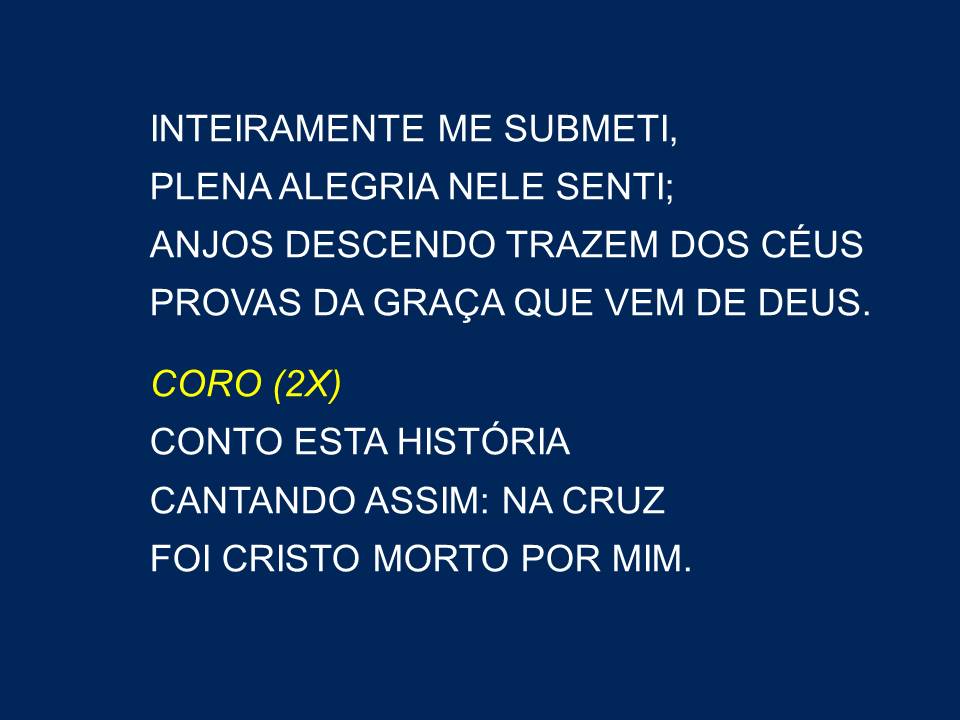 INTEIRAMENTE ME SUBMETI,
PLENA ALEGRIA NELE SENTI;
ANJOS DESCENDO TRAZEM DOS CÉUS
PROVAS DA GRAÇA QUE VEM DE DEUS.
CORO (2X)
CONTO ESTA HISTÓRIA
CANTANDO ASSIM: NA CRUZ
FOI CRISTO MORTO POR MIM.